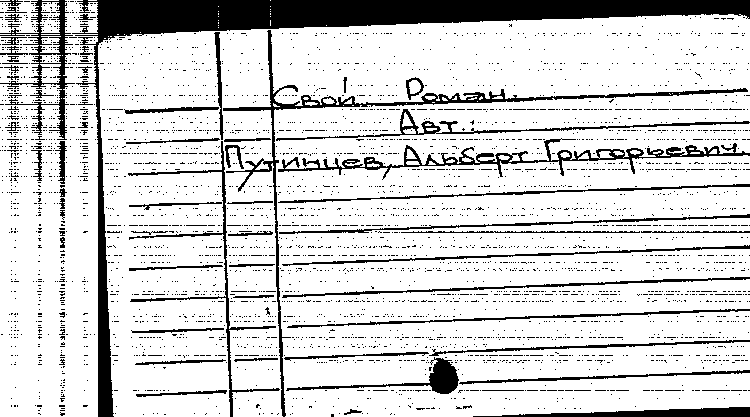 Свой Роман.
Авт.:
Путинцев, Альберт Григорьевич.